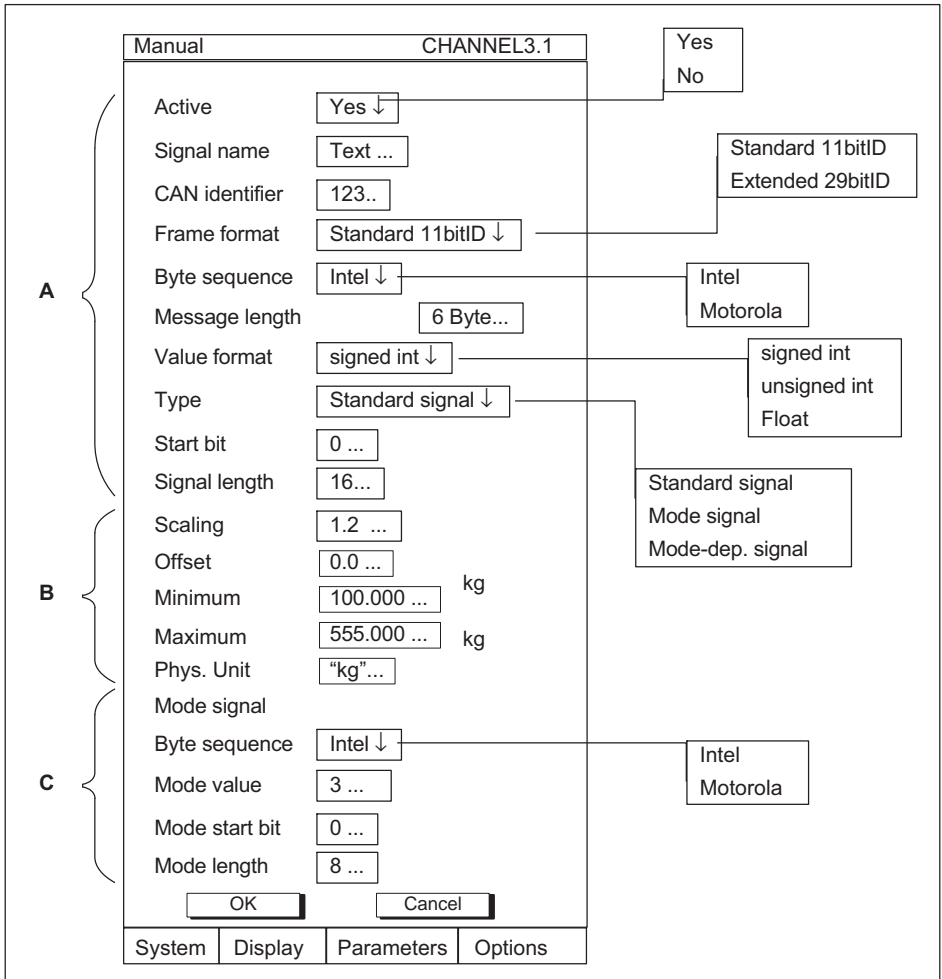 Manual CHANNEL3.1
Yes
No
Active Yes ↓
Signal name Text ...
Standard 11bitID
Extended 29bitID
CAN identifier 123..
Frame format Standard 11bitID ↓
A
Byte sequence Intel ↓
Intel
Motorola
Message length 6 Byte...
Value format signed int ↓
signed int
unsigned int
Float
Type Standard signal ↓
Start bit 0 ...
Signal length 16...
Standard signal
Mode signal
Mode-dep. signal
B
Scaling 1.2 ...
Offset 0.0 ...
Minimum 100.000 ... kg
Maximum 555.000 ... kg
Phys. Unit “kg”...
C
Mode signal
Byte sequence Intel ↓
Intel
Motorola
Mode value 3 ...
Mode start bit 0 ...
Mode length 8 ...
OK Cancel
System Display Parameters Options